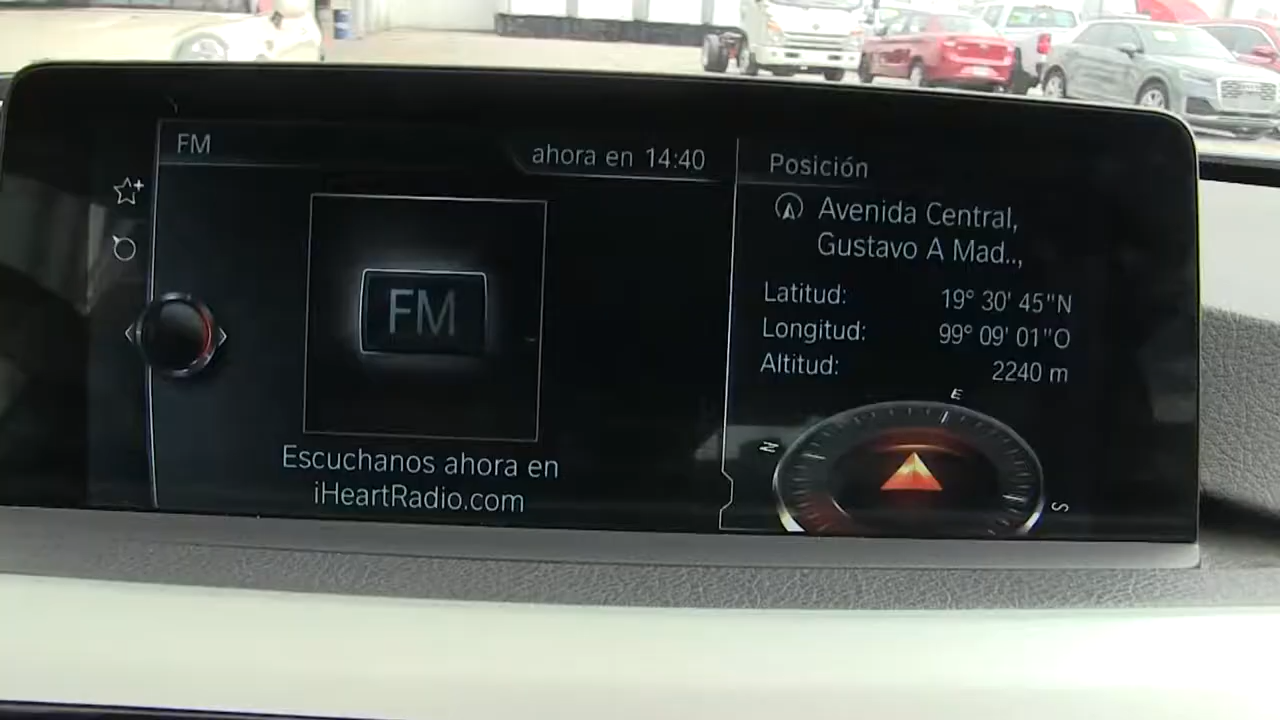 FM
ahora en 14:40
FM
Escuchanos ahora en
iHeartRadio.com
Posición
Avenida Central,
Gustavo A Mad..,
Latitud: 19° 30' 45"N
Longitud: 99° 09' 01"O
Altitud: 2240 m
N
E
S